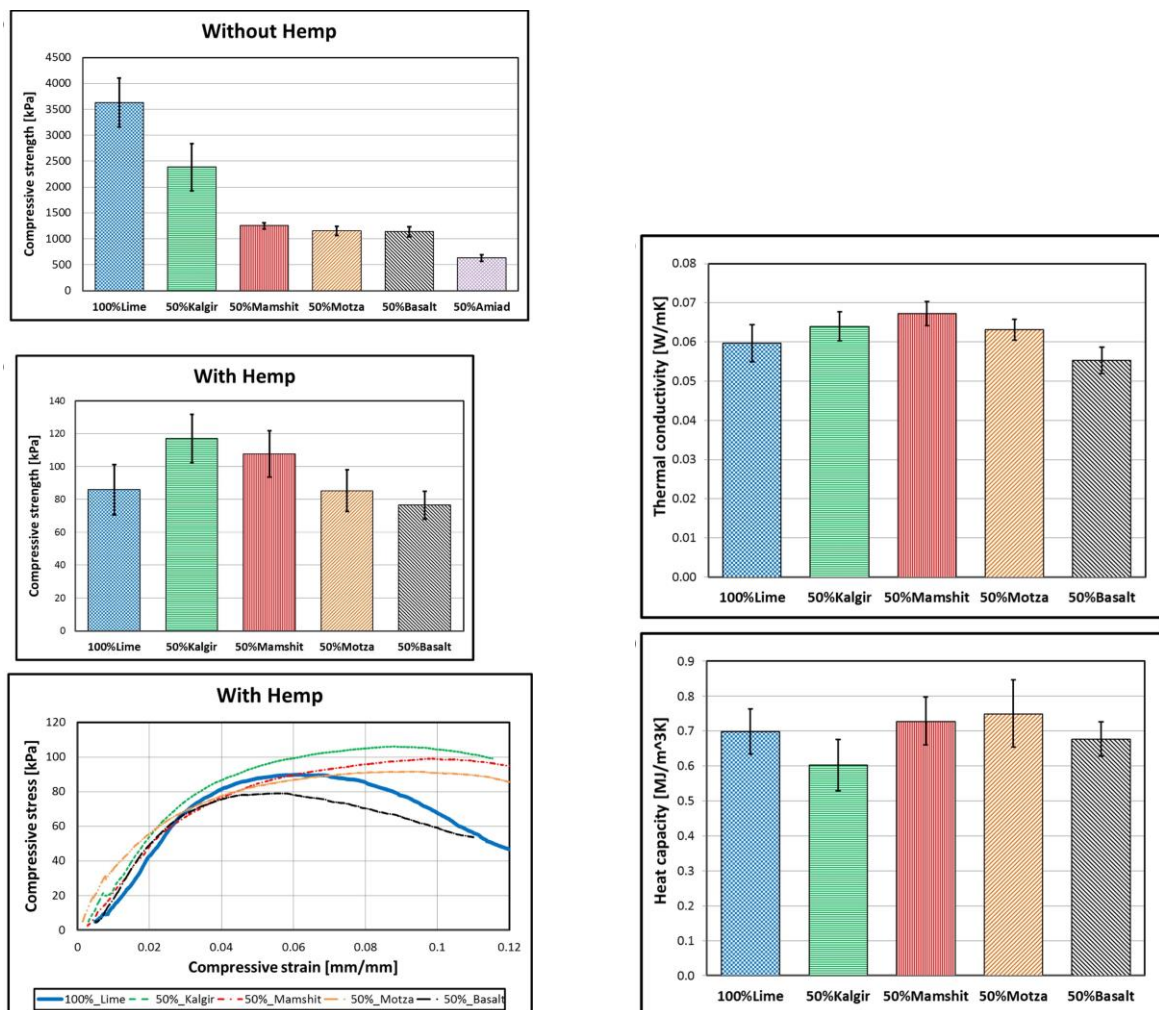 Without Hemp
Compressive strength [kPa]
4500
4000
3500
3000
2500
2000
1500
1000
500
0
100%Lime 50%Kalgir 50%Mamshit 50%Motza 50%Basalt 50%Amiad
With Hemp
Compressive strength [kPa]
140
120
100
80
60
40
20
0
100%Lime 50%Kalgir 50%Mamshit 50%Motza 50%Basalt
With Hemp
Compressive stress [kPa]
120
100
80
60
40
20
0
0 0.02 0.04 0.06 0.08 0.1 0.12
Compressive strain [mm/mm]
100%_Lime 50%_Kalgir 50%_Mamshit 50%_Motza 50%_Basalt
Thermal conductivity [W/mK]
0.08
0.07
0.06
0.05
0.04
0.03
0.02
0.01
0.00
100%Lime 50%Kalgir 50%Mamshit 50%Motza 50%Basalt
Heat capacity [MJ/m^3K]
0.9
0.8
0.7
0.6
0.5
0.4
0.3
0.2
0.1
0.0
100%Lime 50%Kalgir 50%Mamshit 50%Motza 50%Basalt